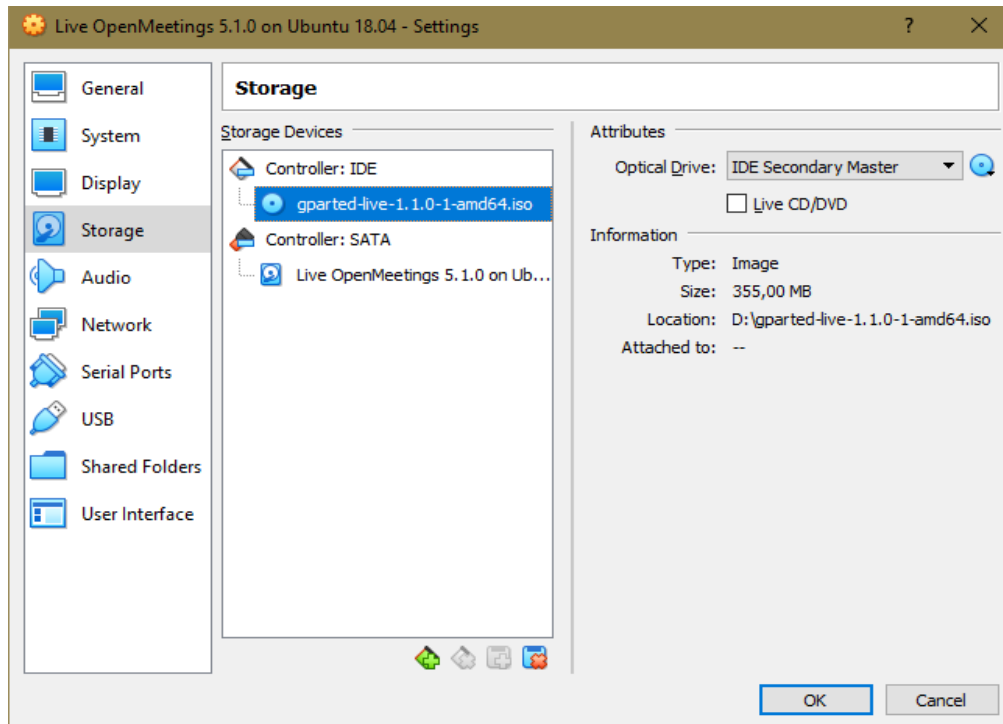 Live OpenMeetings 5.1.0 on Ubuntu 18.04 - Settings
?
General
System
Display
Storage
Audio
Network
Serial Ports
USB
Shared Folders
User Interface
Storage
Storage Devices
Controller: IDE
gparted-live-1.1.0-1-amd64.iso
Controller: SATA
Live OpenMeetings 5.1.0 on Ub...
Attributes
Optical Drive: IDE Secondary Master
Live CD/DVD
Information
Type: Image
Size: 355,00 MB
Location: D:\gparted-live-1.1.0-1-amd64.iso
Attached to: --
OK Cancel